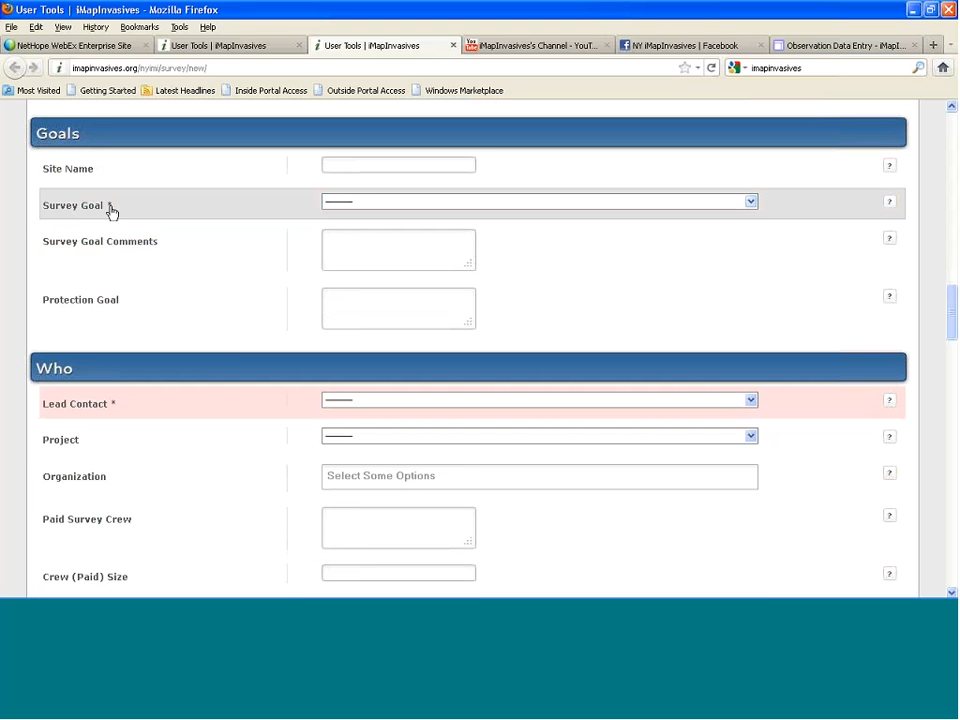 User Tools | iMapInvasives - Mozilla Firefox
File Edit View History Bookmarks Tools Help
NetHope WebEx Enterprise Site × User Tools | iMapInvasives × User Tools | iMapInvasives × iMapInvasives's Channel - YouT... × NY iMapInvasives | Facebook × Observation Data Entry - iMapI... × +
imapinvasives.org/nyimi/survey/new/ imapinvasives
Most Visited Getting Started Latest Headlines Inside Portal Access Outside Portal Access Windows Marketplace
Goals
Site Name ?
Survey Goal * --------- ?
Survey Goal Comments ?
Protection Goal ?
Who
Lead Contact * --------- ?
Project --------- ?
Organization Select Some Options ?
Paid Survey Crew ?
Crew (Paid) Size ?